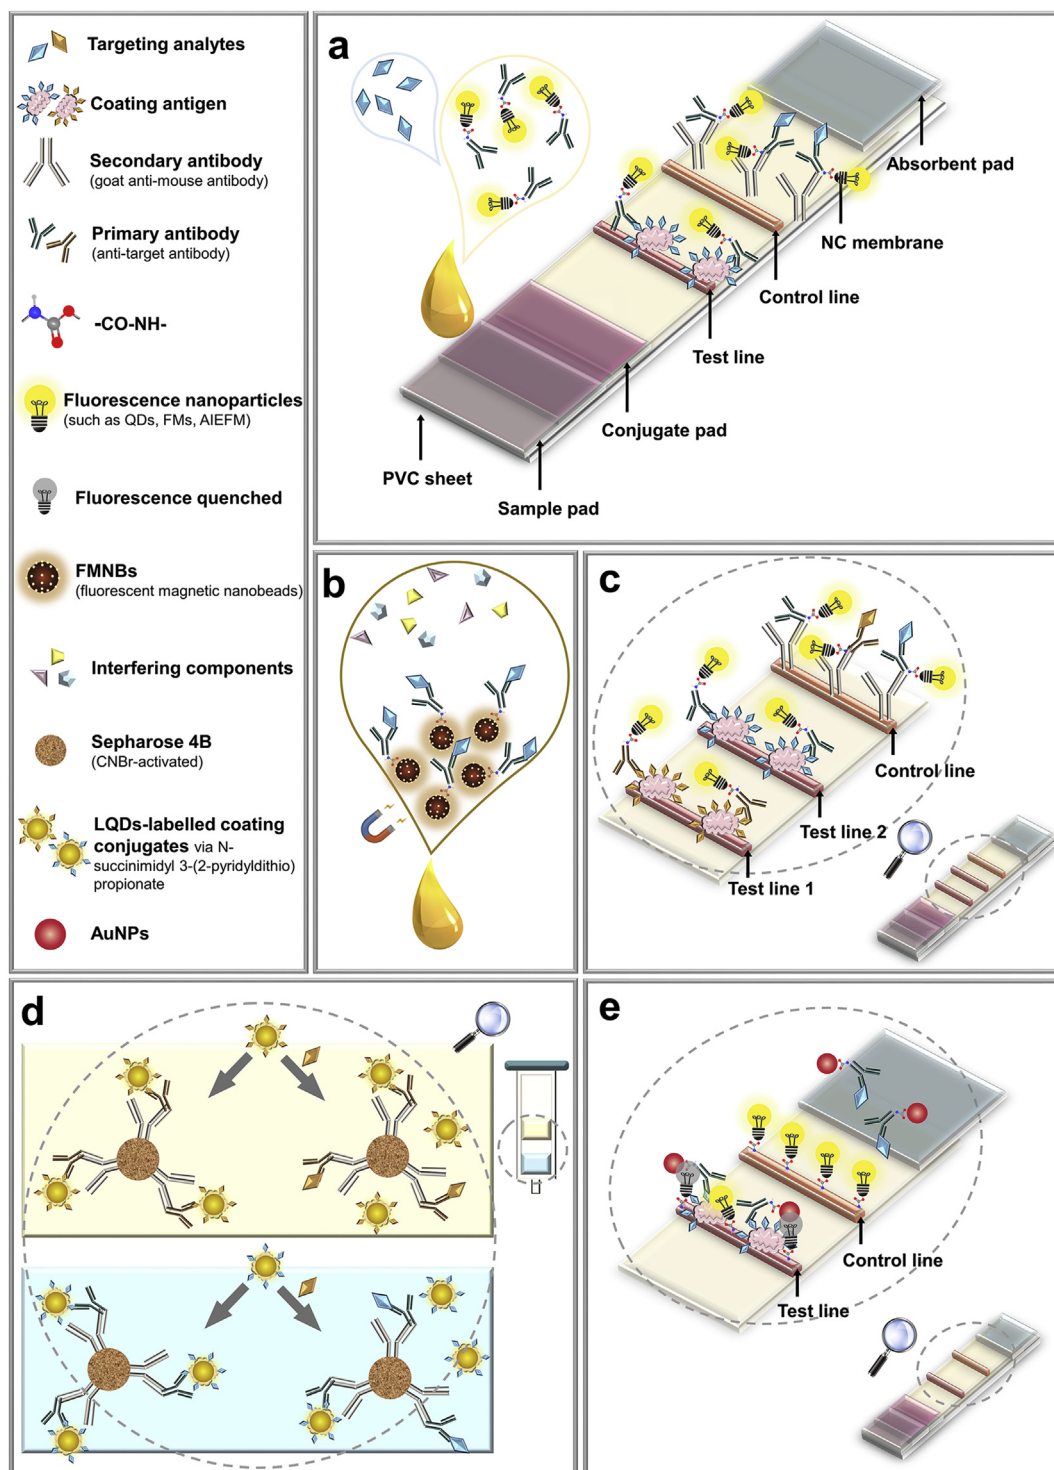 Targeting analytes
Coating antigen
Secondary antibody
(goat anti-mouse antibody)
Primary antibody
(anti-target antibody)
-CO-NH-
Fluorescence nanoparticles
(such as QDs, FMs, AIEFM)
Fluorescence quenched
FMNBs
(fluorescent magnetic nanobeads)
Interfering components
Sepharose 4B
(CNBr-activated)
LQDs-labelled coating
conjugates via N-
succinimidyl 3-(2-pyridyldithio)
propionate
AuNPs
a
Absorbent pad
NC membrane
Control line
Test line
Conjugate pad
PVC sheet
Sample pad
b
c
Control line
Test line 2
Test line 1
d
e
Control line
Test line